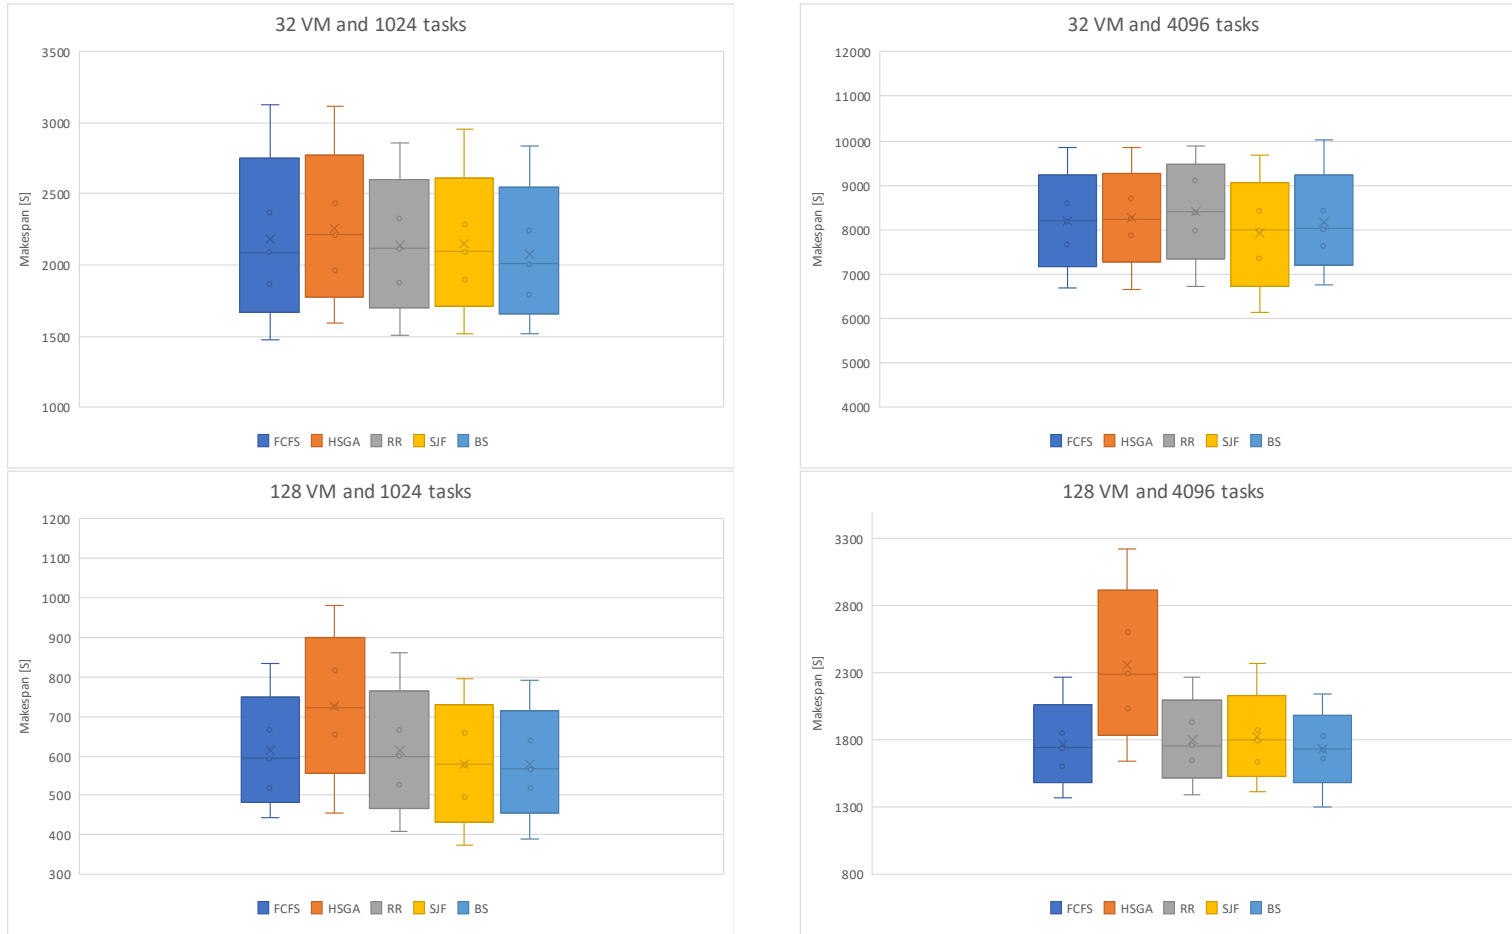 32 VM and 1024 tasks
3500
3000
2500
2000
1500
1000
Makespan [S]
FCFS HSGA RR SJF BS
32 VM and 4096 tasks
12000
11000
10000
9000
8000
7000
6000
5000
4000
Makespan [S]
FCFS HSGA RR SJF BS
128 VM and 1024 tasks
1200
1100
1000
900
800
700
600
500
400
300
Makespan [S]
FCFS HSGA RR SJF BS
128 VM and 4096 tasks
3300
2800
2300
1800
1300
800
Makespan [S]
FCFS HSGA RR SJF BS